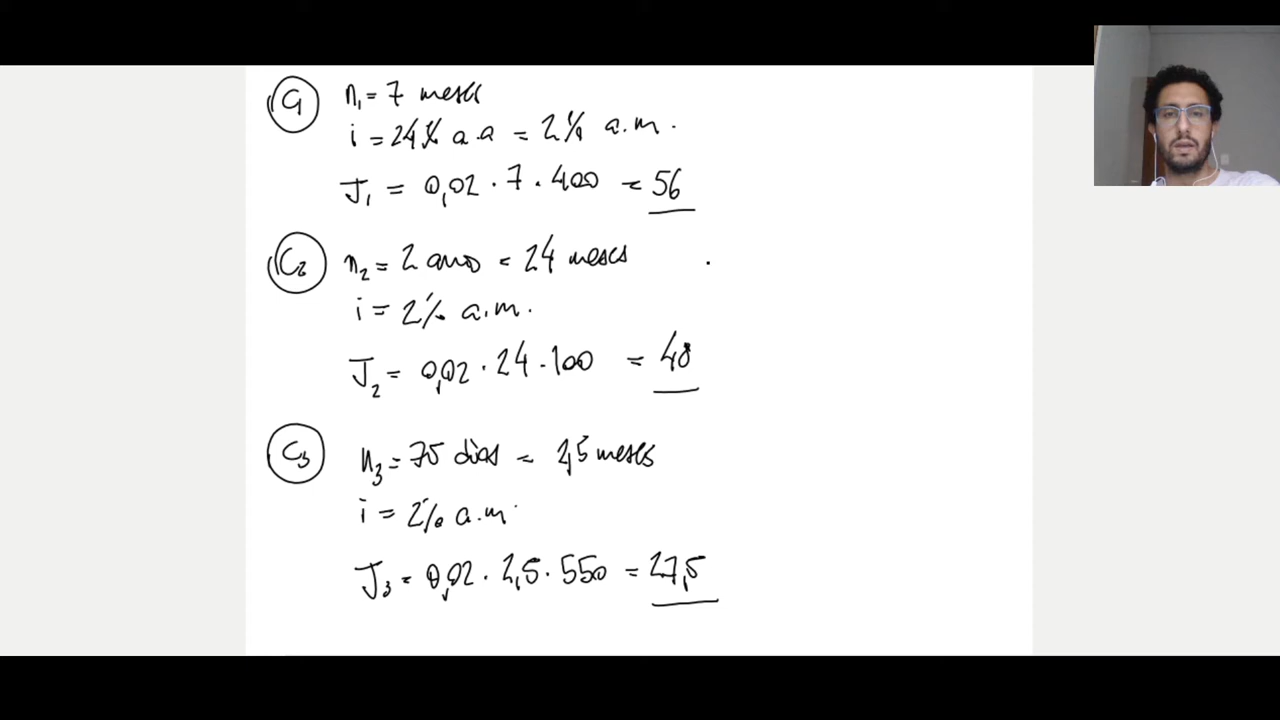 C1 n₁ = 7 meses
i = 24% a.a = 2% a.m.
J₁ = 0,02 · 7 · 400 = 56
C₂ n₂ = 2 anos = 24 meses
i = 2% a.m.
J₂ = 0,02 · 24 · 100 = 48
C₃ n₃ = 75 dias = 2,5 meses
i = 2% a.m
J₃ = 0,02 · 2,5 · 550 = 27,5